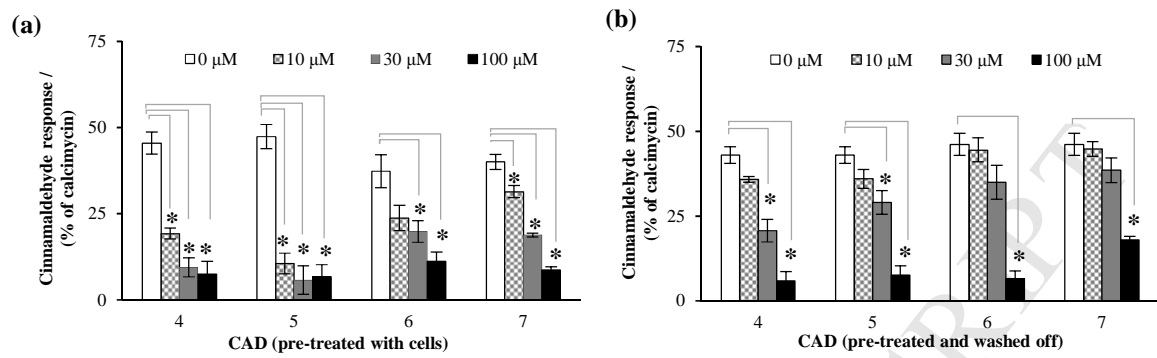 (a)
75
50
25
0
Cinnamaldehyde response /
(% of calcimycin)
0 μM 10 μM 30 μM 100 μM
* * *
* * *
* *
* * *
4 5 6 7
CAD (pre-treated with cells)
(b)
75
50
25
0
Cinnamaldehyde response /
(% of calcimycin)
0 μM 10 μM 30 μM 100 μM
* *
* *
*
*
4 5 6 7
CAD (pre-treated and washed off)
RIPT